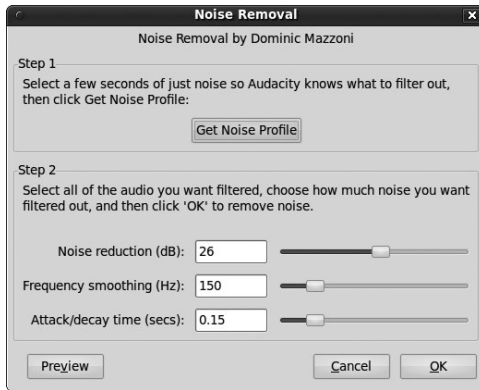 Noise Removal
Noise Removal by Dominic Mazzoni
Step 1
Select a few seconds of just noise so Audacity knows what to filter out,
then click Get Noise Profile:
Get Noise Profile
Step 2
Select all of the audio you want filtered, choose how much noise you want
filtered out, and then click 'OK' to remove noise.
Noise reduction (dB): 26
Frequency smoothing (Hz): 150
Attack/decay time (secs): 0.15
Preview Cancel OK